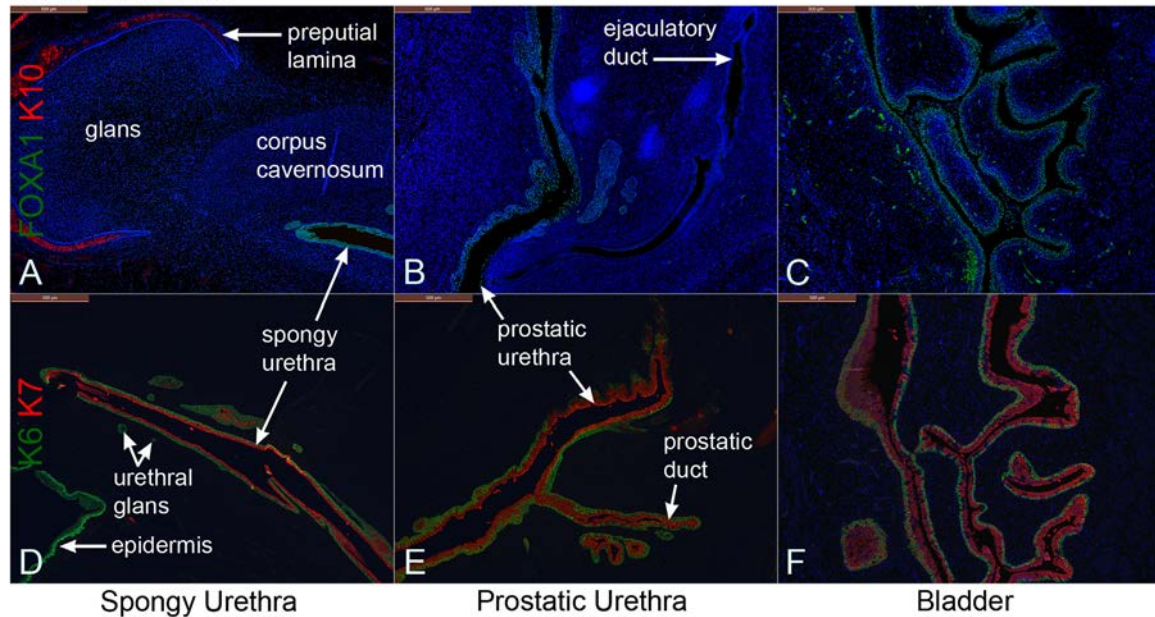 FOXA1 K10
preputial
lamina
glans
corpus
cavernosum
A
ejaculatory
duct
B
C
K6 K7
spongy
urethra
urethral
glans
epidermis
D
prostatic
urethra
prostatic
duct
E
F
Spongy Urethra
Prostatic Urethra
Bladder